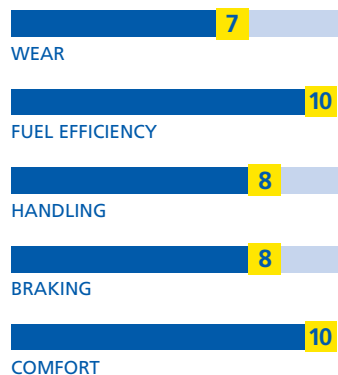 7
WEAR
10
FUEL EFFICIENCY
8
HANDLING
8
BRAKING
10
COMFORT